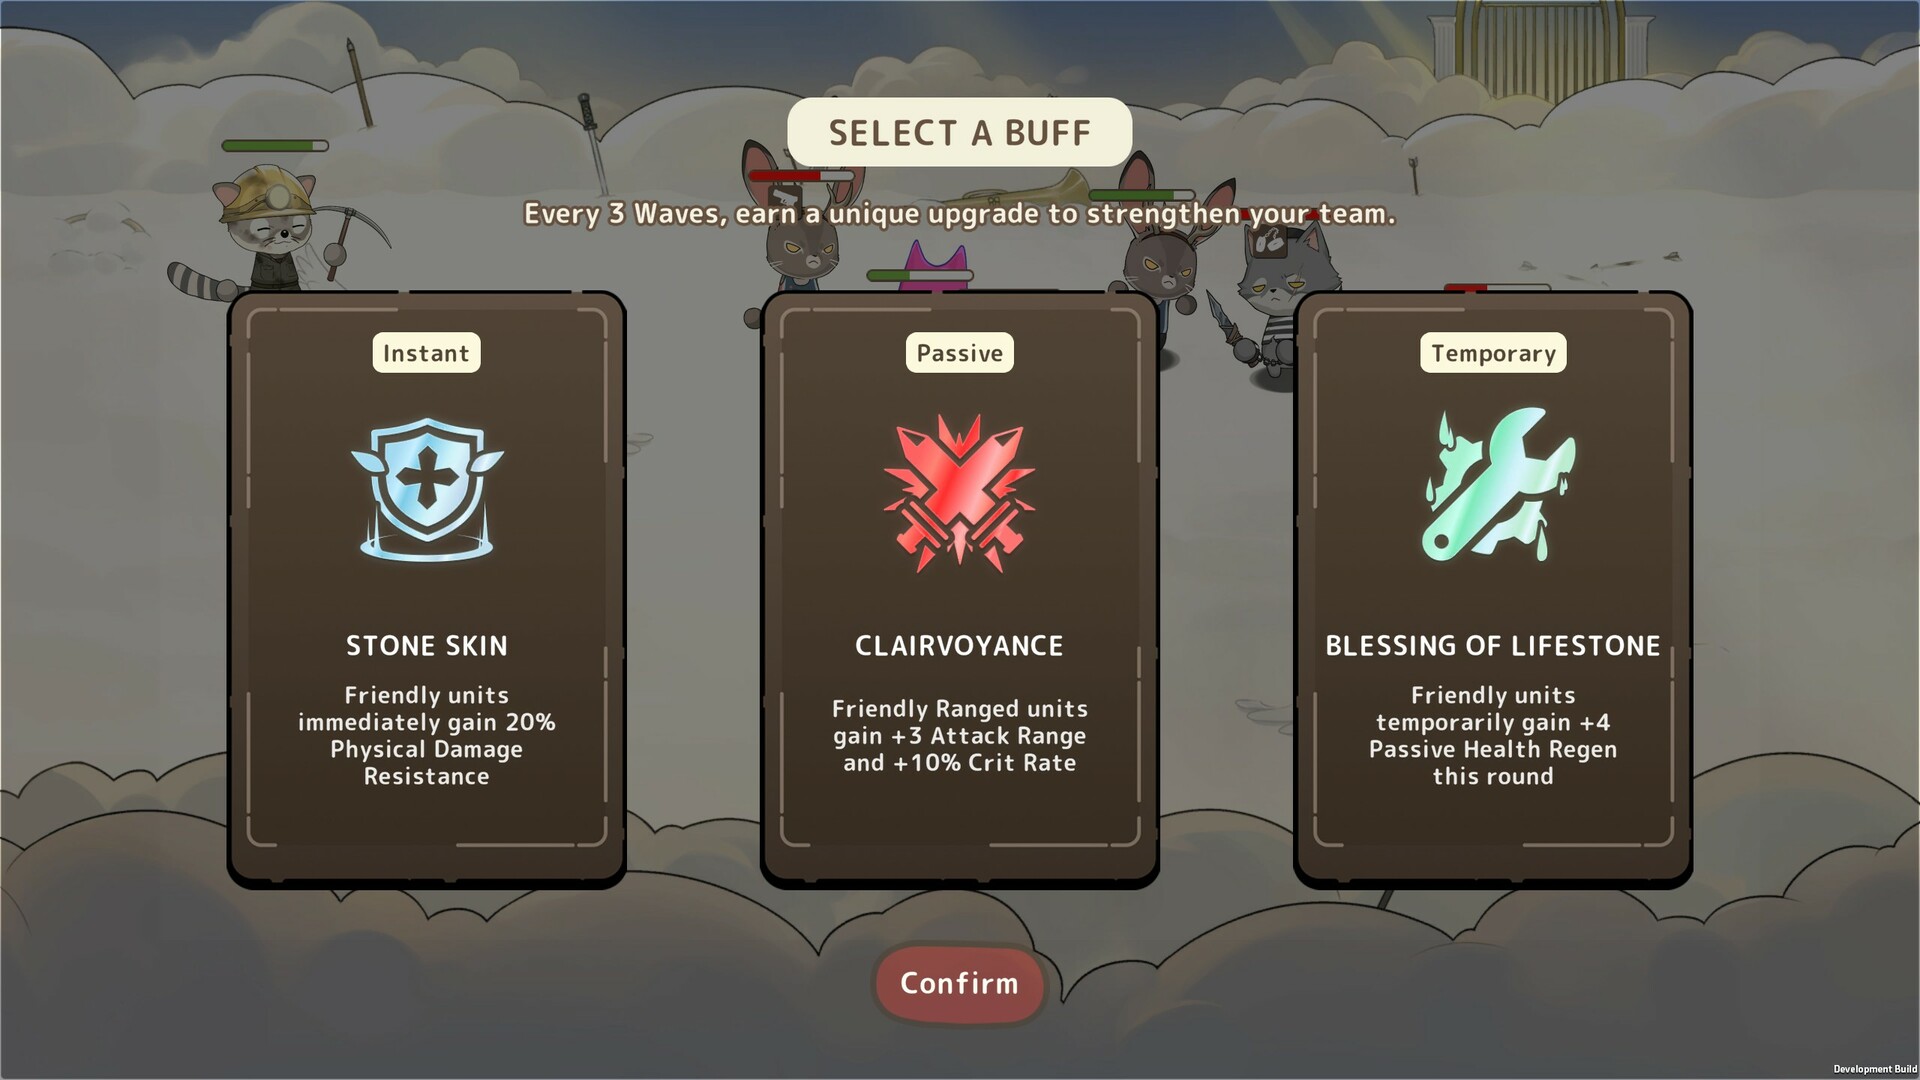 SELECT A BUFF
Every 3 Waves, earn a unique upgrade to strengthen your team.
Instant
STONE SKIN
Friendly units
immediately gain 20%
Physical Damage
Resistance
Passive
CLAIRVOYANCE
Friendly Ranged units
gain +3 Attack Range
and +10% Crit Rate
Temporary
BLESSING OF LIFESTONE
Friendly units
temporarily gain +4
Passive Health Regen
this round
Confirm
Development Build